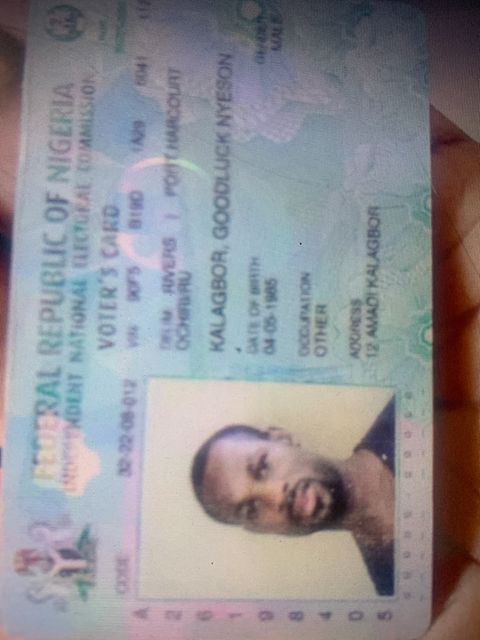 FEDERAL REPUBLIC OF NIGERIA
INDEPENDENT NATIONAL ELECTORAL COMMISSION
VOTER'S CARD
CODE 32-22-08-012
VIN 90F5 B19D 1A29 6041
DELIM RIVERS | PORT HARCOURT
OCHIRI/RU
KALAGBOR, GOODLUCK NYESON
DATE OF BIRTH
04-05-1985
GENDER
MALE
OCCUPATION
OTHER
ADDRESS
12 AMADI KALAGBOR
A
2
6
1
9
8
4
0
5